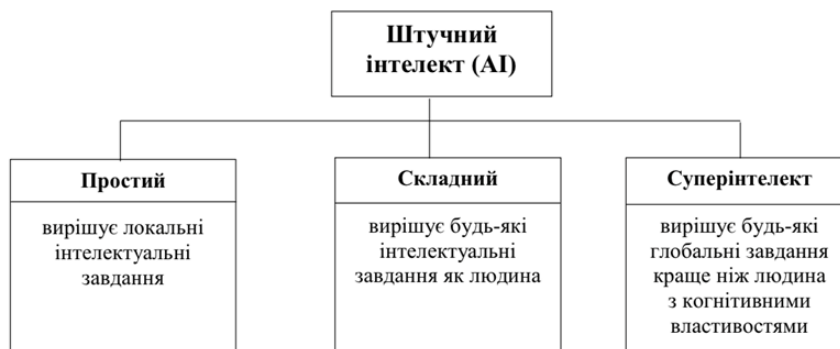 Штучний
інтелект (AI)
Простий
вирішує локальні
інтелектуальні
завдання
Складний
вирішує будь-які
інтелектуальні
завдання як людина
Суперінтелект
вирішує будь-які
глобальні завдання
краще ніж людина
з когнітивними
властивостями